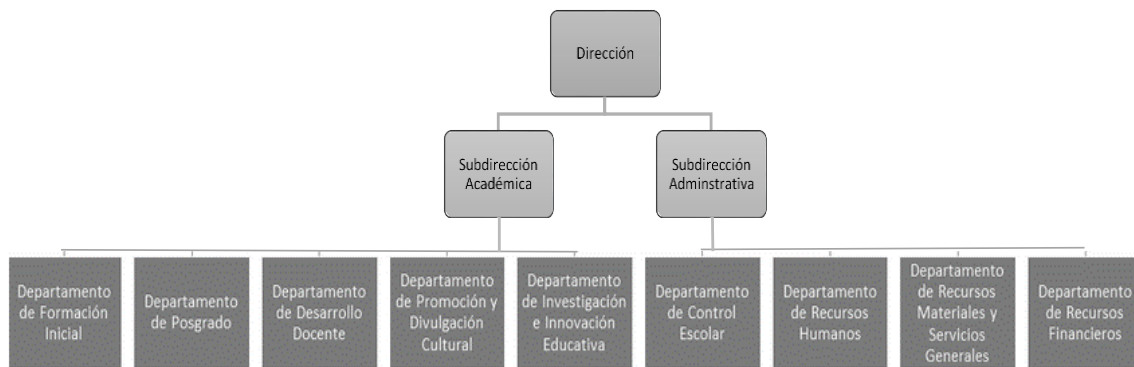 Dirección
Subdirección
Académica
Subdirección
Adminstrativa
Departamento
de Formación
Inicial
Departamento
de Posgrado
Departamento
de Desarrollo
Docente
Departamento
de Promoción y
Divulgación
Cultural
Departamento
de Investigación
e Innovación
Educativa
Departamento
de Control
Escolar
Departamento
de Recursos
Humanos
Departamento
de Recursos
Materiales y
Servicios
Generales
Departamento
de Recursos
Financieros